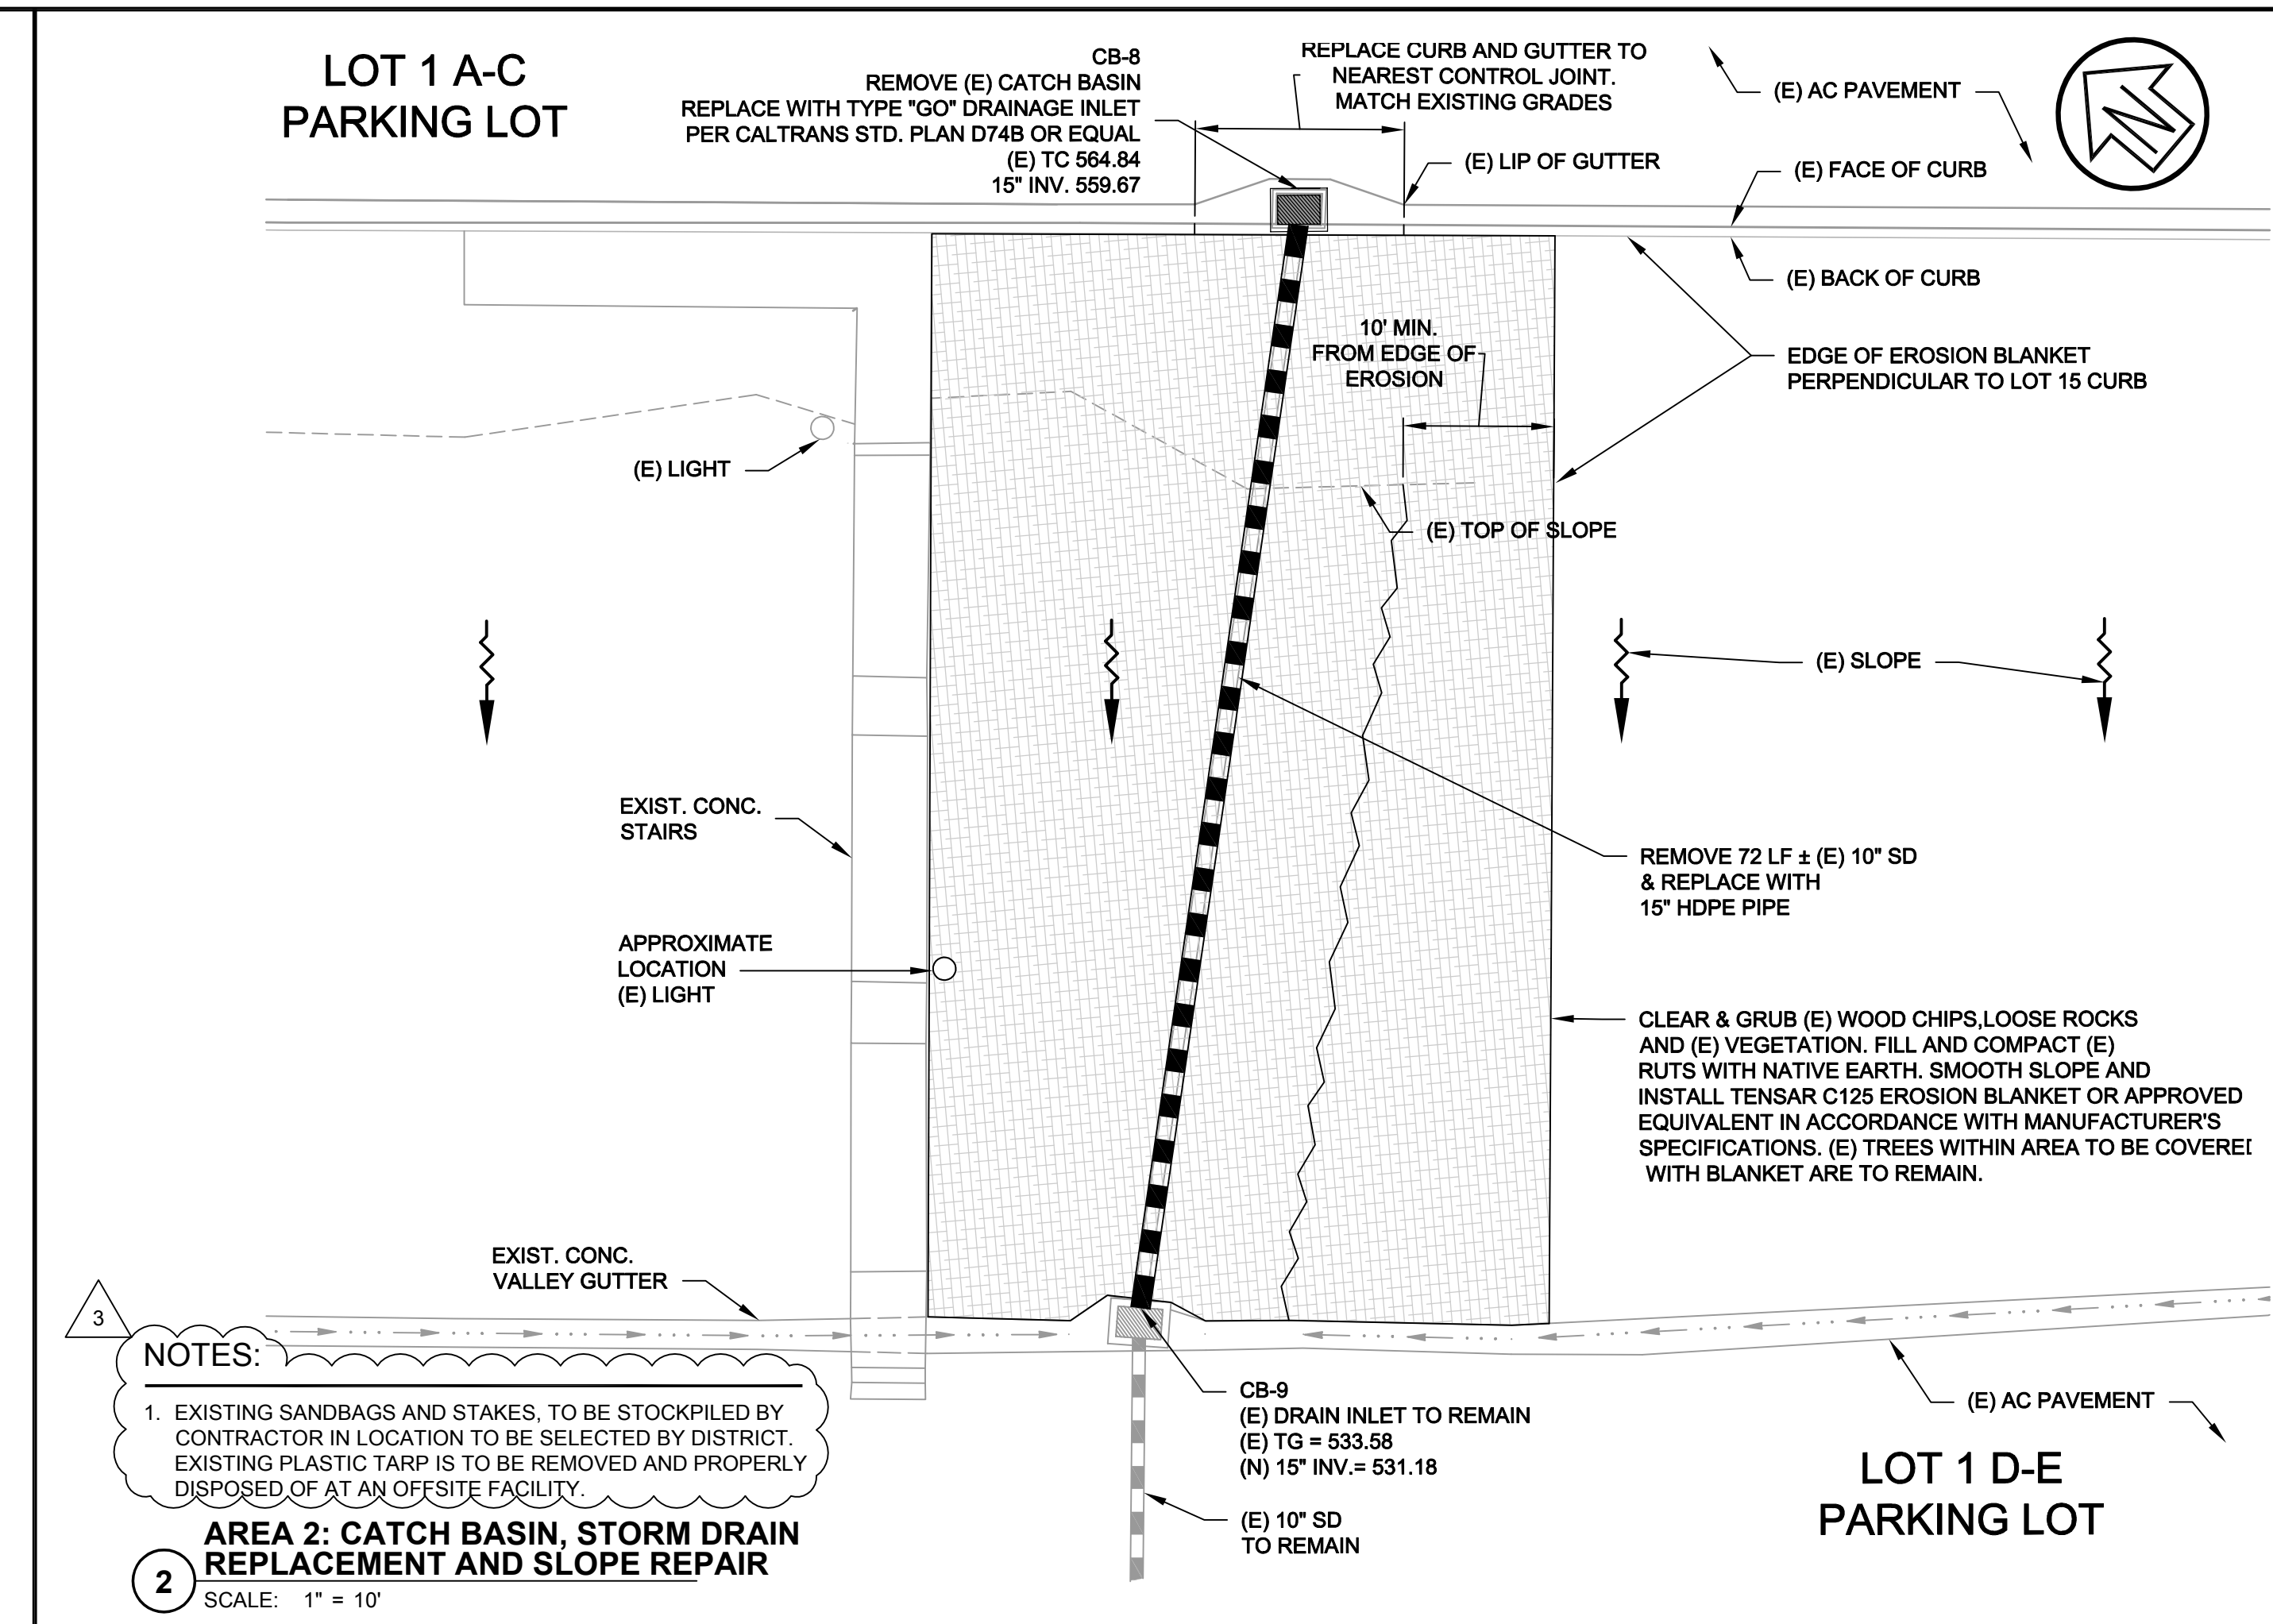 LOT 1 A-C
PARKING LOT
CB-8
REMOVE (E) CATCH BASIN
REPLACE WITH TYPE "GO" DRAINAGE INLET
PER CALTRANS STD. PLAN D74B OR EQUAL
(E) TC 564.84
15" INV. 559.67
REPLACE CURB AND GUTTER TO
NEAREST CONTROL JOINT.
MATCH EXISTING GRADES
(E) AC PAVEMENT
N
(E) LIP OF GUTTER
(E) FACE OF CURB
(E) BACK OF CURB
10' MIN.
FROM EDGE OF
EROSION
EDGE OF EROSION BLANKET
PERPENDICULAR TO LOT 15 CURB
(E) LIGHT
(E) TOP OF SLOPE
(E) SLOPE
EXIST. CONC.
STAIRS
REMOVE 72 LF ± (E) 10" SD
& REPLACE WITH
15" HDPE PIPE
APPROXIMATE
LOCATION
(E) LIGHT
CLEAR & GRUB (E) WOOD CHIPS,LOOSE ROCKS
AND (E) VEGETATION. FILL AND COMPACT (E)
RUTS WITH NATIVE EARTH. SMOOTH SLOPE AND
INSTALL TENSAR C125 EROSION BLANKET OR APPROVED
EQUIVALENT IN ACCORDANCE WITH MANUFACTURER'S
SPECIFICATIONS. (E) TREES WITHIN AREA TO BE COVERED
WITH BLANKET ARE TO REMAIN.
EXIST. CONC.
VALLEY GUTTER
3
NOTES:
1. EXISTING SANDBAGS AND STAKES, TO BE STOCKPILED BY
CONTRACTOR IN LOCATION TO BE SELECTED BY DISTRICT.
EXISTING PLASTIC TARP IS TO BE REMOVED AND PROPERLY
DISPOSED OF AT AN OFFSITE FACILITY.
CB-9
(E) DRAIN INLET TO REMAIN
(E) TG = 533.58
(N) 15" INV.= 531.18
(E) 10" SD
TO REMAIN
(E) AC PAVEMENT
LOT 1 D-E
PARKING LOT
2
AREA 2: CATCH BASIN, STORM DRAIN
REPLACEMENT AND SLOPE REPAIR
SCALE: 1" = 10'